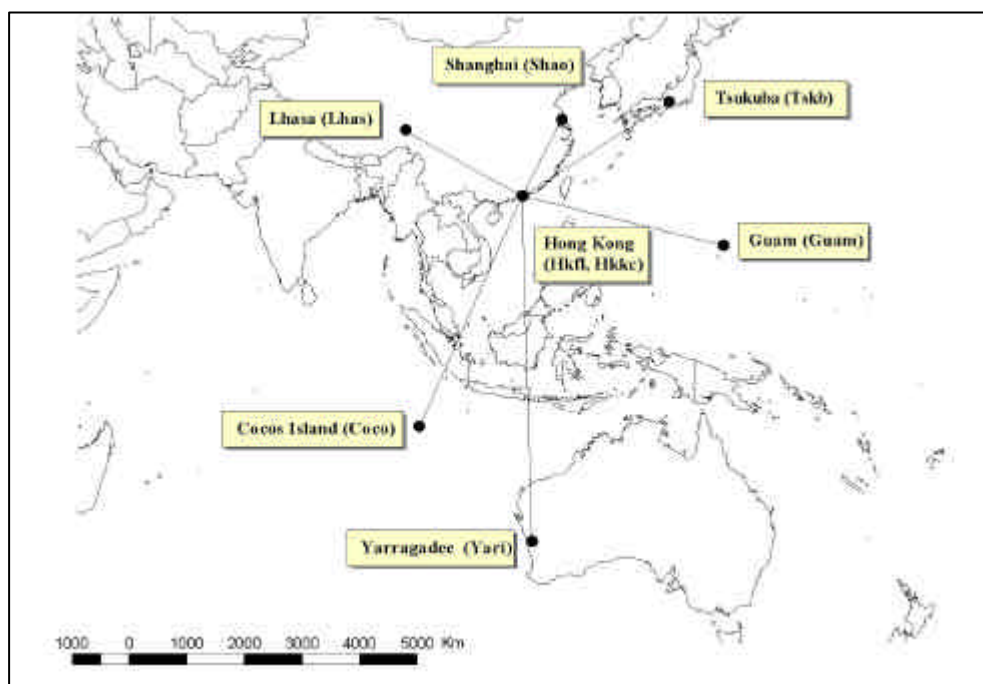 Shanghai (Shao)
Tsukuba (Tskb)
Lhasa (Lhas)
Guam (Guam)
Hong Kong
(Hkfl, Hkkc)
Cocos Island (Coco)
Yarragadee (Yar1)
1000 0 1000 2000 3000 4000 5000 Km